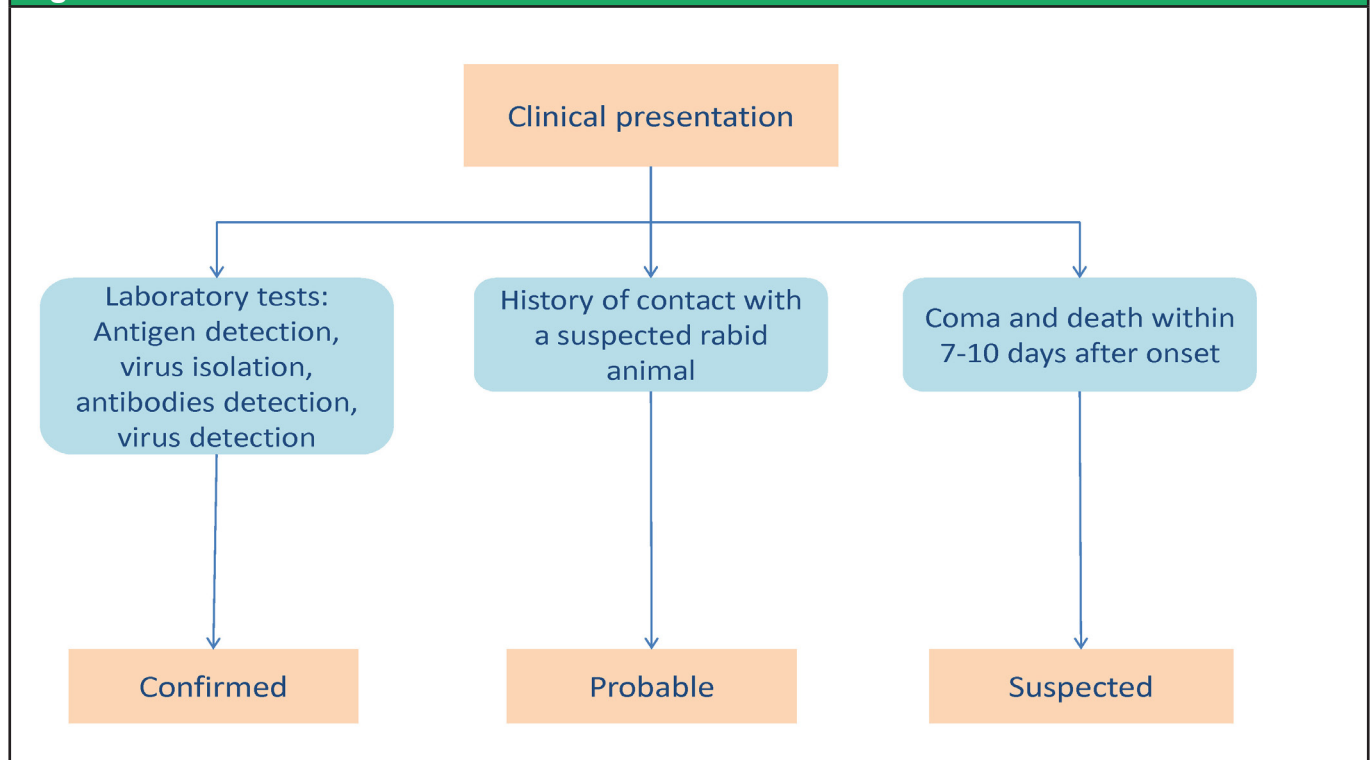 Clinical presentation
Laboratory tests:
Antigen detection,
virus isolation,
antibodies detection,
virus detection
History of contact with
a suspected rabid
animal
Coma and death within
7-10 days after onset
Confirmed
Probable
Suspected